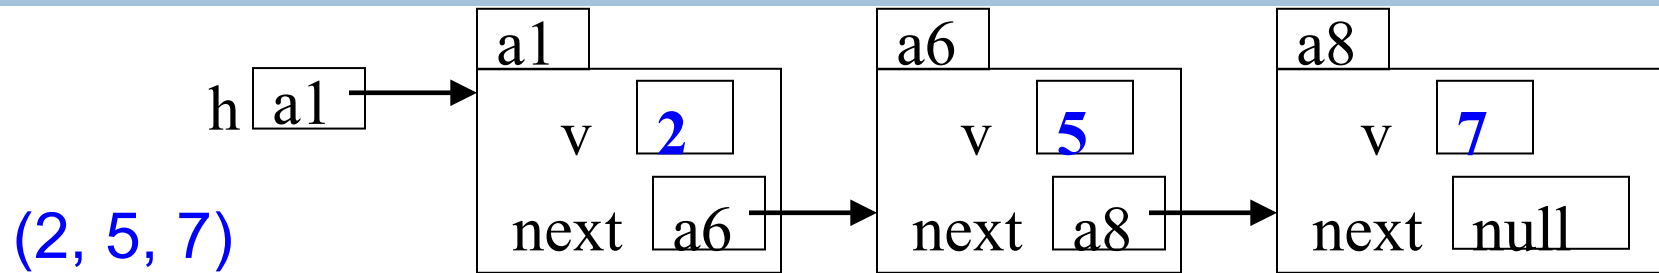 a1 a6 a8
h a1
v 2 v 5 v 7
next a6 next a8 next null
(2, 5, 7)